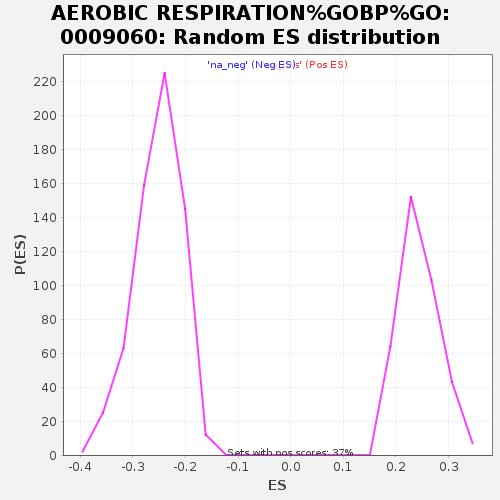 AEROBIC RESPIRATION%GOBP%GO:
0009060: Random ES distribution
'na_neg' (Neg ES) s' (Pos ES)
220
200
180
160
140
120
100
80
60
40
20
0
P(ES)
Sets with pos scores: 37%
-0.4 -0.3 -0.2 -0.1 0.0 0.1 0.2 0.3
ES